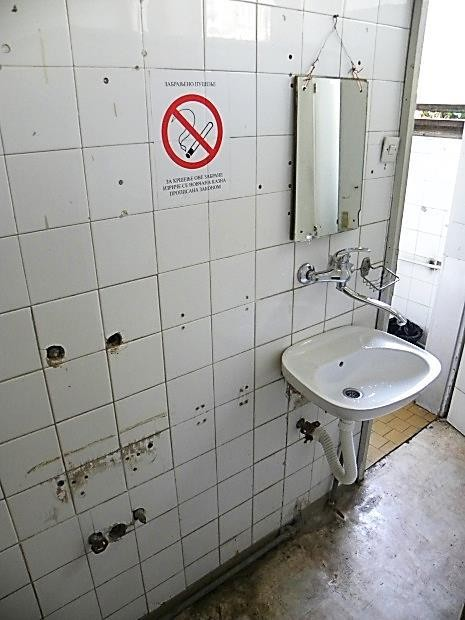 ЗАБРАЊЕНО ПУШЕЊЕ
ЗА КРШЕЊЕ ОВЕ ЗАБРАНЕ
ИЗРИЧЕ СЕ НОВЧАНА КАЗНА
ПРОПИСАНА ЗАКОНОМ